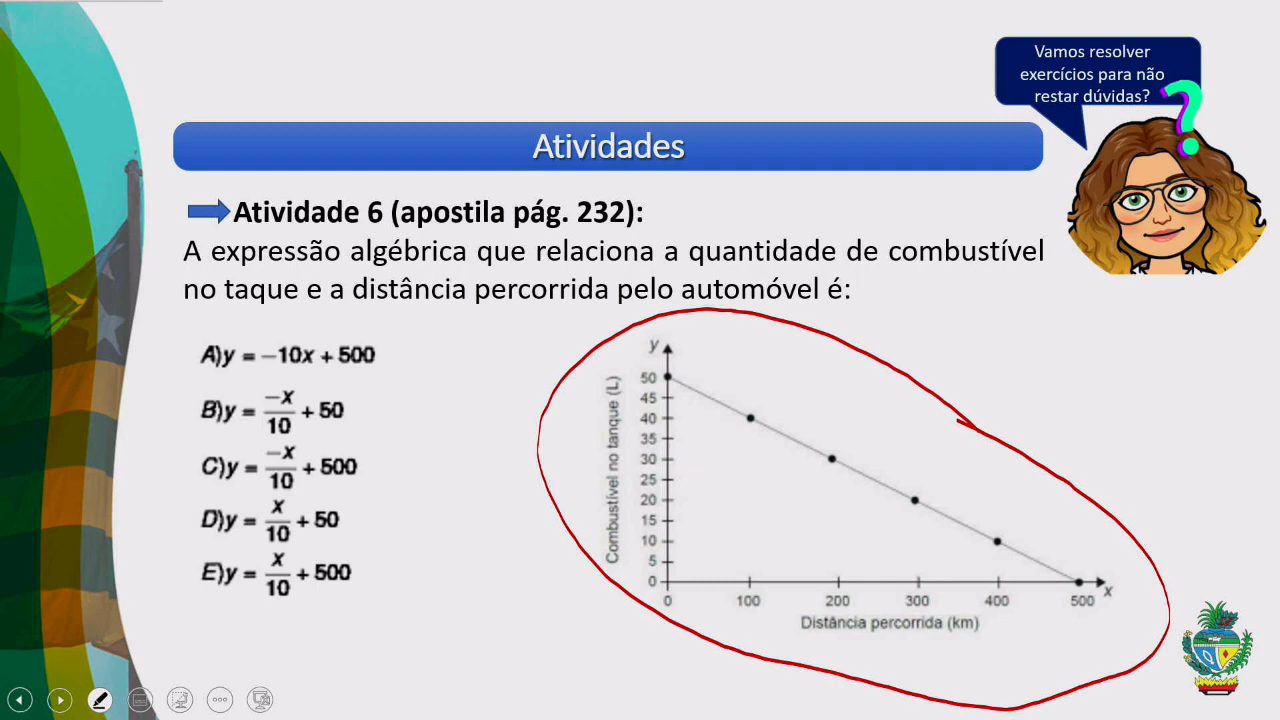 Vamos resolver
exercícios para não
restar dúvidas?
Atividades
Atividade 6 (apostila pág. 232):
A expressão algébrica que relaciona a quantidade de combustível
no taque e a distância percorrida pelo automóvel é:
A)y = −10x + 500
B)y = −x/10 + 50
C)y = −x/10 + 500
D)y = x/10 + 50
E)y = x/10 + 500
y
Combustível no tanque (L)
50
45
40
35
30
25
20
15
10
5
0
0 100 200 300 400 500 x
Distância percorrida (km)